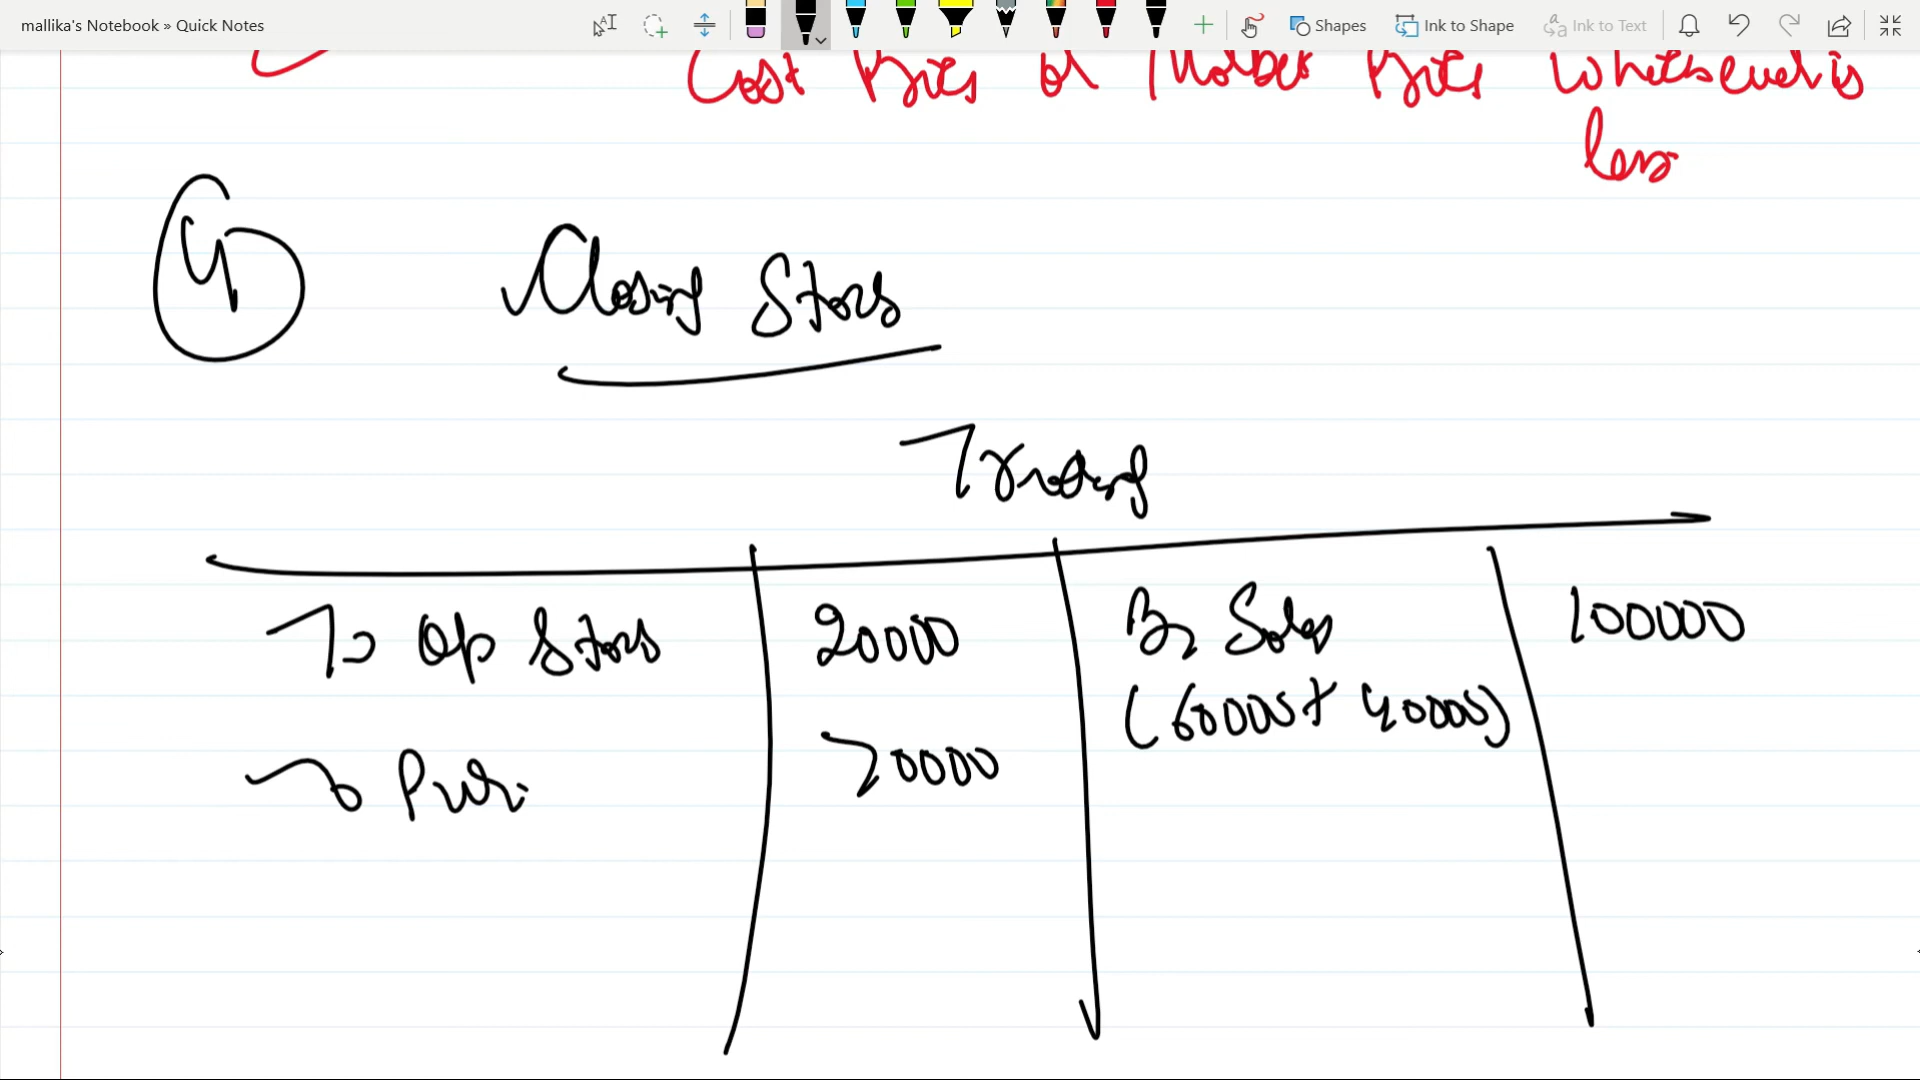 mallika's Notebook » Quick Notes
Shapes
Ink to Shape
Ink to Text
Cost Price or Market Price whichever is
less
4
Closing Stock
Trading
To Op Stock 20000 By Sales 100000
(60000+ 40000)
To Pur. 70000